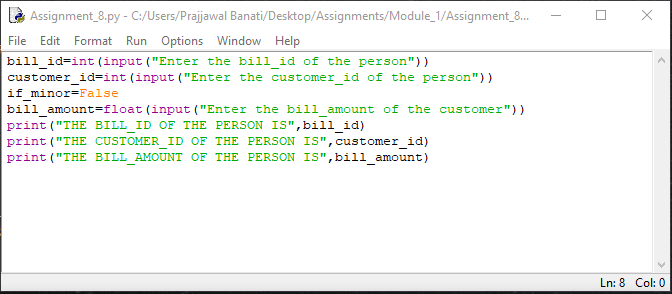 Assignment_8.py - C:/Users/Prajjawal Banati/Desktop/Assignments/Module_1/Assignment_8...
File Edit Format Run Options Window Help
bill_id=int(input("Enter the bill_id of the person"))
customer_id=int(input("Enter the customer_id of the person"))
if_minor=False
bill_amount=float(input("Enter the bill_amount of the customer"))
print("THE BILL_ID OF THE PERSON IS",bill_id)
print("THE CUSTOMER_ID OF THE PERSON IS",customer_id)
print("THE BILL_AMOUNT OF THE PERSON IS",bill_amount)
Ln: 8 Col: 0